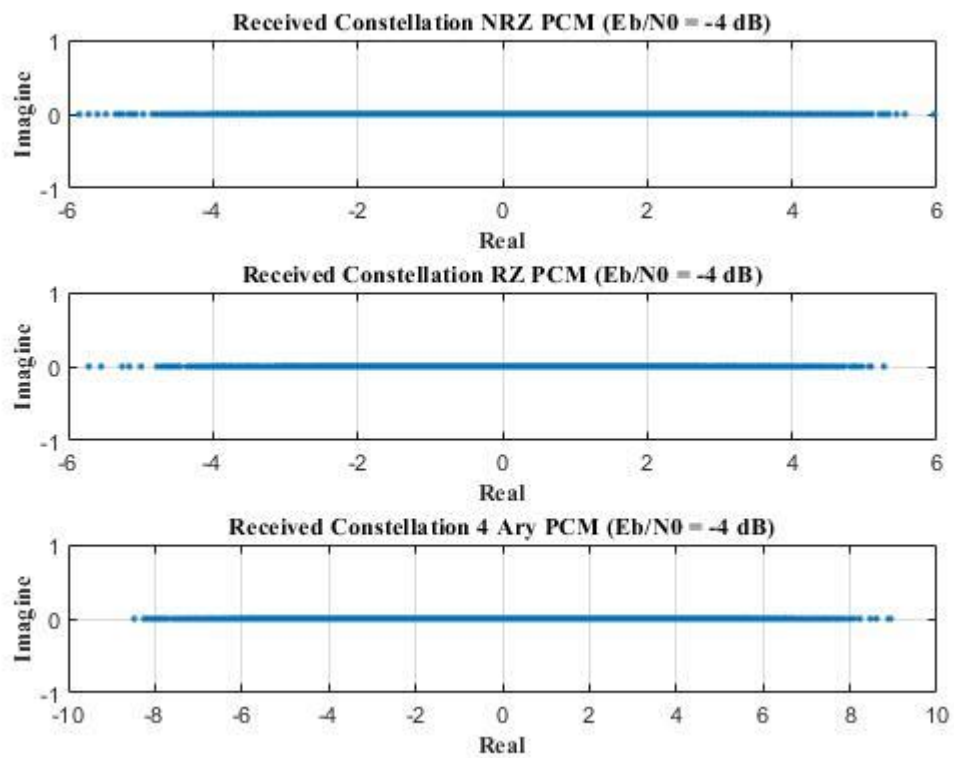 Received Constellation NRZ PCM (Eb/N0 = -4 dB)
1
0
-1
Imagine
-6 -4 -2 0 2 4 6
Real
Received Constellation RZ PCM (Eb/N0 = -4 dB)
1
0
-1
Imagine
-6 -4 -2 0 2 4 6
Real
Received Constellation 4 Ary PCM (Eb/N0 = -4 dB)
1
0
-1
Imagine
-10 -8 -6 -4 -2 0 2 4 6 8 10
Real